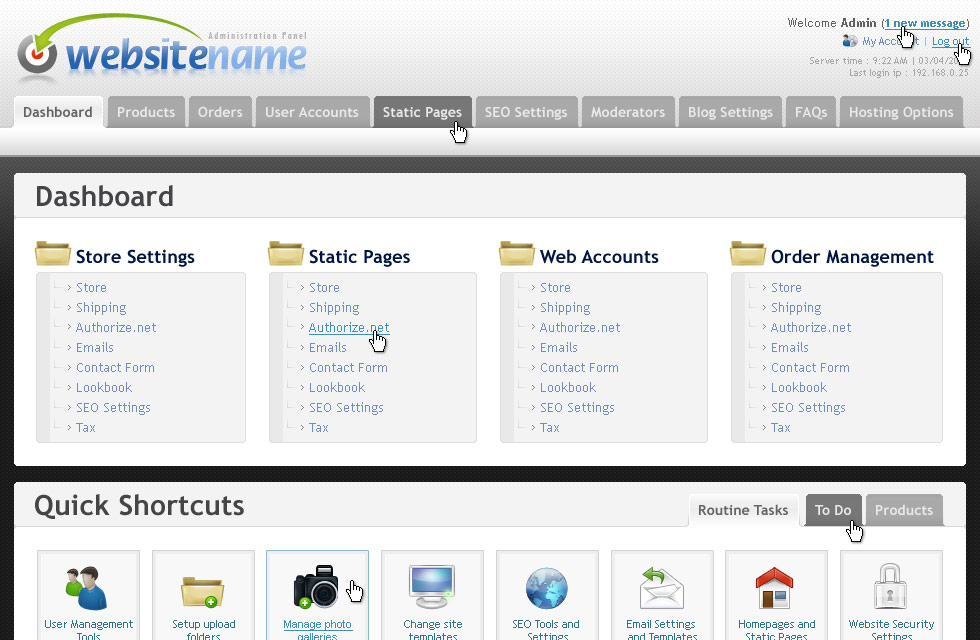 Administration Panel
websitename
Welcome Admin (1 new message)
My Account | Log out
Server time : 9:22 AM | 03/04/
Last login ip : 192.168.0.25
Dashboard Products Orders User Accounts Static Pages SEO Settings Moderators Blog Settings FAQs Hosting Options
Dashboard
Store Settings
Store
Shipping
Authorize.net
Emails
Contact Form
Lookbook
SEO Settings
Tax
Static Pages
Store
Shipping
Authorize.net
Emails
Contact Form
Lookbook
SEO Settings
Tax
Web Accounts
Store
Shipping
Authorize.net
Emails
Contact Form
Lookbook
SEO Settings
Tax
Order Management
Store
Shipping
Authorize.net
Emails
Contact Form
Lookbook
SEO Settings
Tax
Quick Shortcuts
Routine Tasks To Do Products
User Management
Tools
Setup upload
folders
Manage photo
galleries
Change site
templates
SEO Tools and
Settings
Email Settings
and Templates
Homepages and
Static Pages
Website Security
Settings